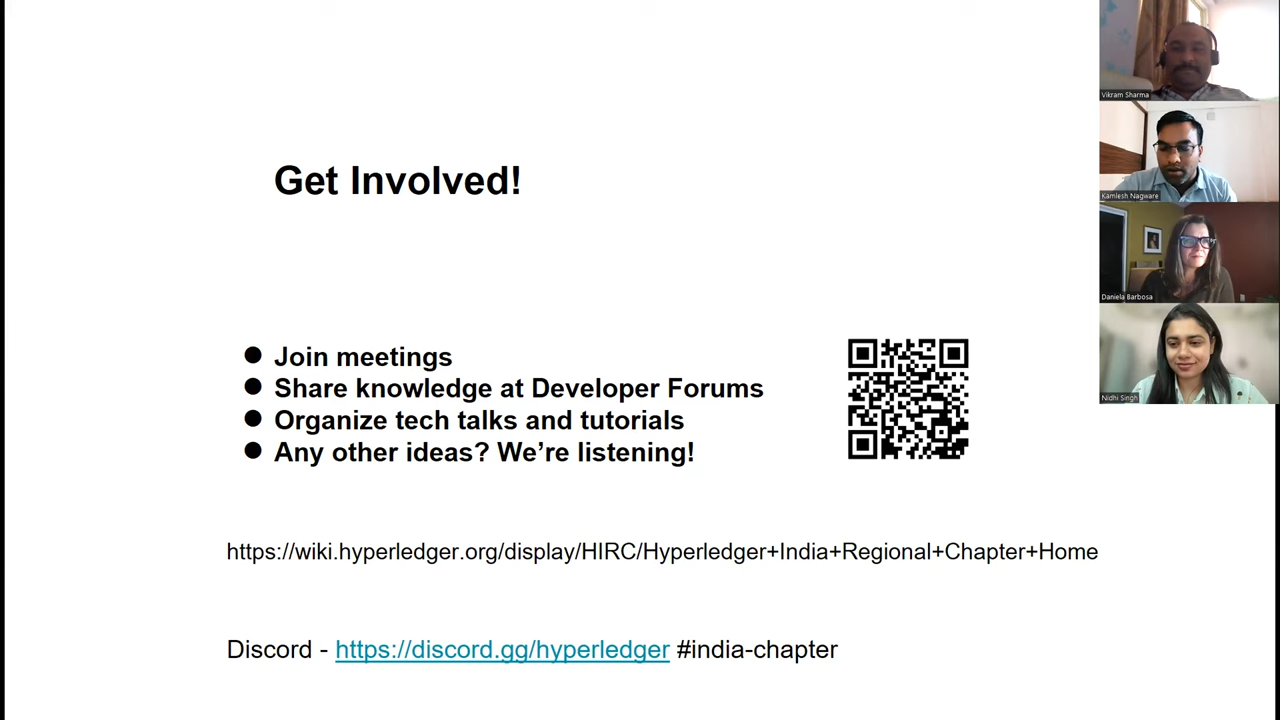 Get Involved!
● Join meetings
● Share knowledge at Developer Forums
● Organize tech talks and tutorials
● Any other ideas? We’re listening!
https://wiki.hyperledger.org/display/HIRC/Hyperledger+India+Regional+Chapter+Home
Discord - https://discord.gg/hyperledger #india-chapter
Vikram Sharma
Kamlesh Nagware
Daniela Barbosa
Nidhi Singh